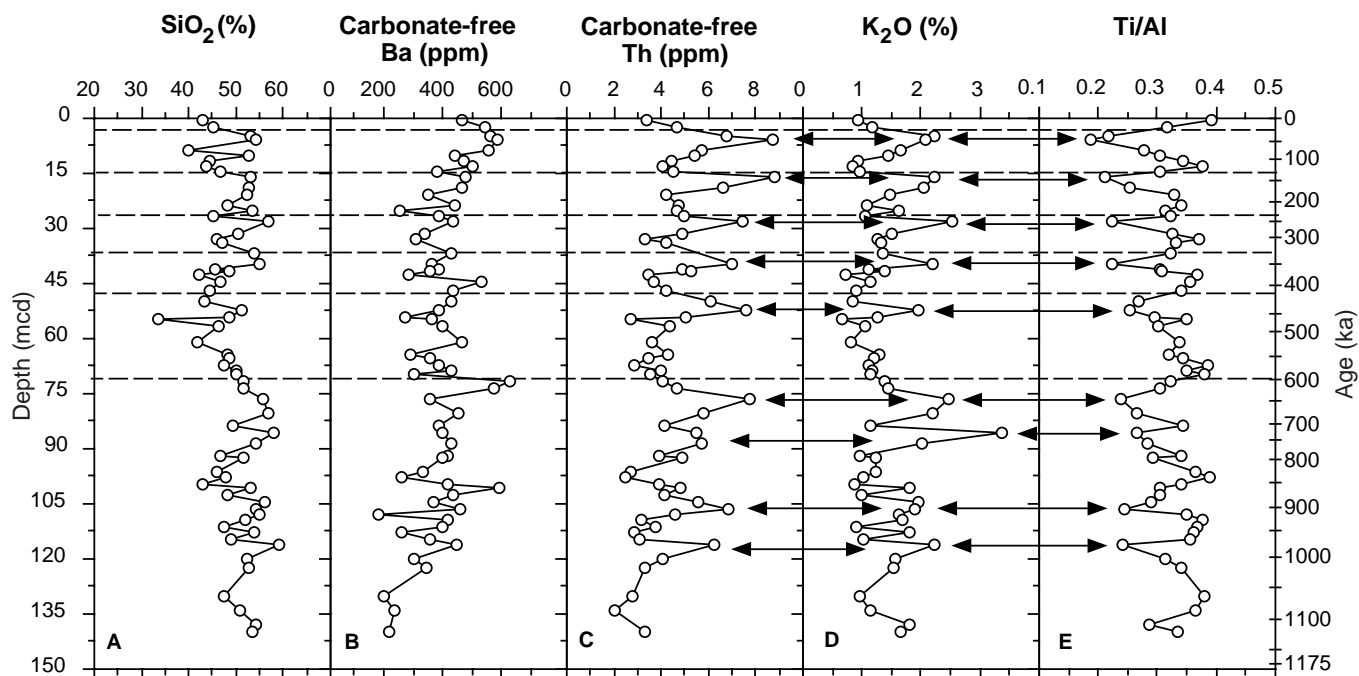 SiO2 (%)
Carbonate-free
Ba (ppm)
Carbonate-free
Th (ppm)
K2O (%)
Ti/Al
20 40 60 80
0 200 400 600
0 2 4 6 8
0 1 2 3
0.1 0.2 0.3 0.4 0.5
0
15
30
45
60
75
90
105
120
135
150
Depth (mcd)
A
B
C
D
E
0
100
200
300
400
500
600
700
800
900
1000
1100
1175
Age (ka)